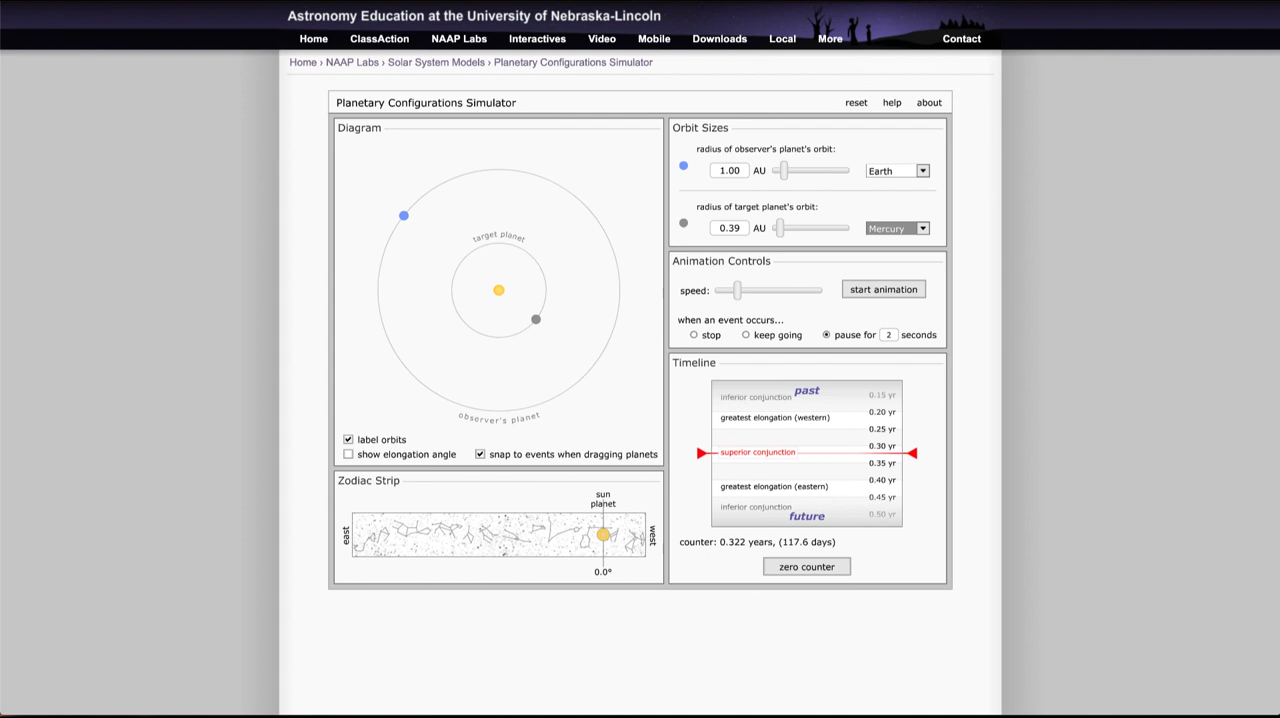 Astronomy Education at the University of Nebraska-Lincoln
Home ClassAction NAAP Labs Interactives Video Mobile Downloads Local More Contact
Home › NAAP Labs › Solar System Models › Planetary Configurations Simulator
Planetary Configurations Simulator reset help about
Diagram
target planet
observer's planet
label orbits
show elongation angle snap to events when dragging planets
Zodiac Strip
sun
planet
east
west
0.0°
Orbit Sizes
radius of observer's planet's orbit:
1.00 AU Earth
radius of target planet's orbit:
0.39 AU Mercury
Animation Controls
speed: start animation
when an event occurs...
stop keep going pause for 2 seconds
Timeline
past
inferior conjunction 0.15 yr
0.20 yr
greatest elongation (western)
0.25 yr
0.30 yr
superior conjunction
0.35 yr
0.40 yr
greatest elongation (eastern)
0.45 yr
inferior conjunction
future 0.50 yr
counter: 0.322 years, (117.6 days)
zero counter